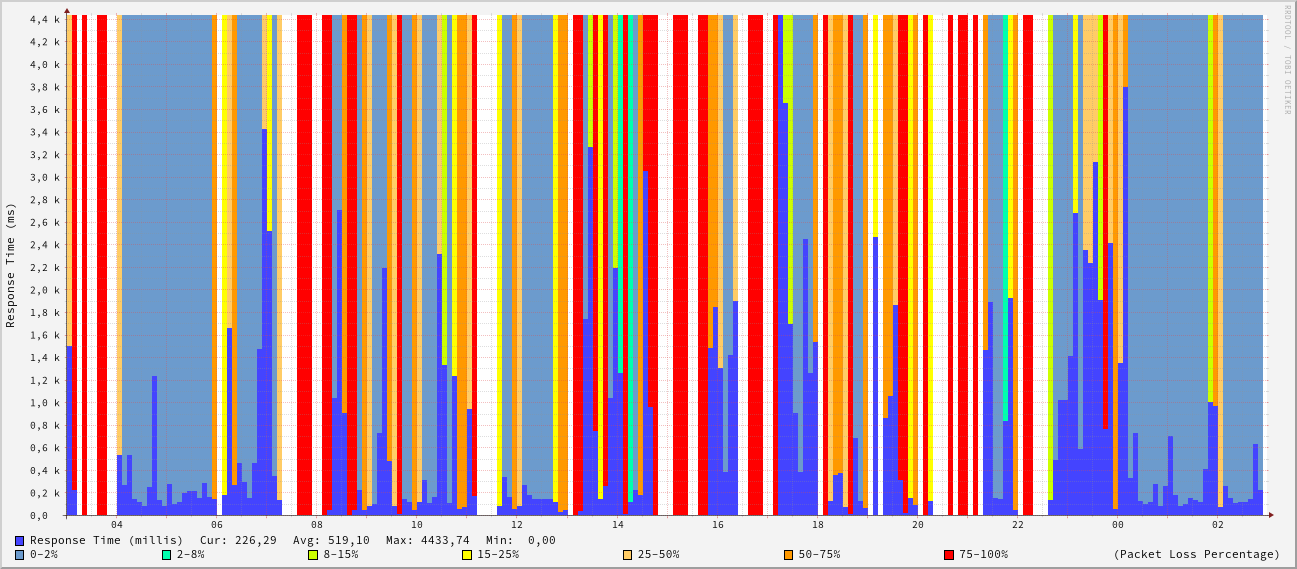 RRDTOOL / TOBI OETIKER
Response Time (ms)
4,4 k
4,2 k
4,0 k
3,8 k
3,6 k
3,4 k
3,2 k
3,0 k
2,8 k
2,6 k
2,4 k
2,2 k
2,0 k
1,8 k
1,6 k
1,4 k
1,2 k
1,0 k
0,8 k
0,6 k
0,4 k
0,2 k
0,0
04 06 08 10 12 14 16 18 20 22 00 02
Response Time (millis) Cur: 226,29 Avg: 519,10 Max: 4433,74 Min: 0,00
0-2% 2-8% 8-15% 15-25% 25-50% 50-75% 75-100% (Packet Loss Percentage)